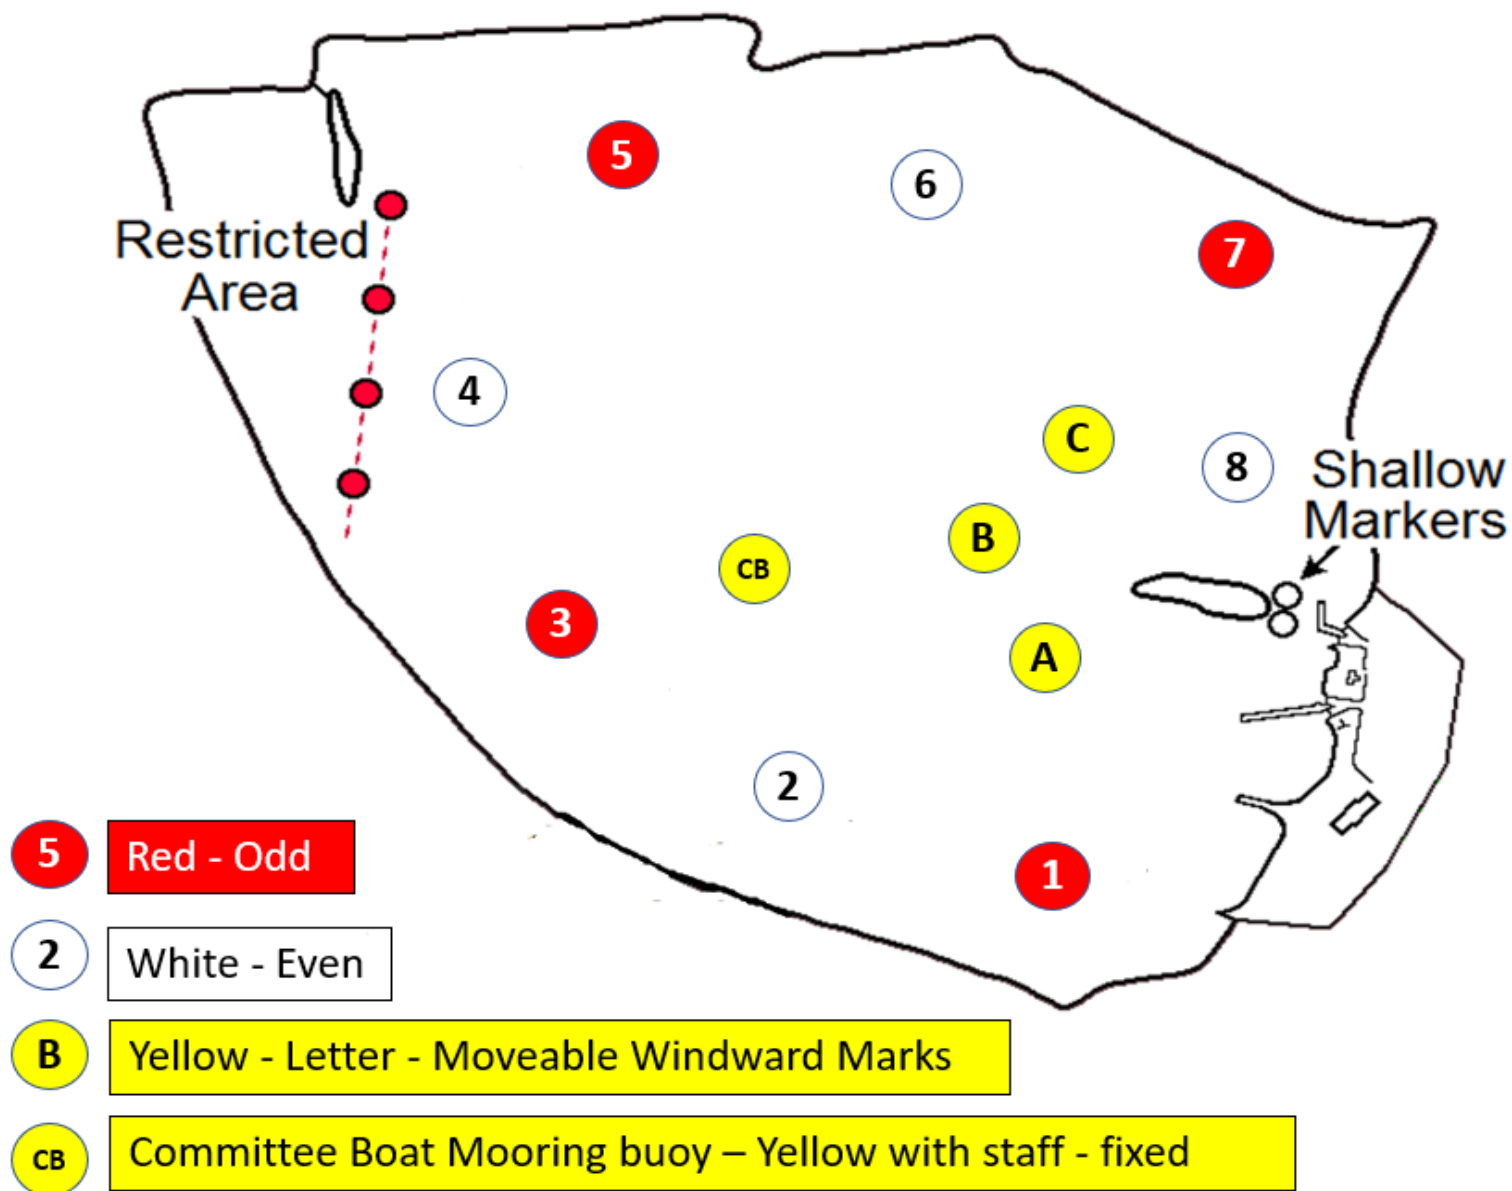 5
6
7
Restricted
Area
4
C
8
Shallow
Markers
B
CB
3
A
2
1
5 Red - Odd
2 White - Even
B Yellow - Letter - Moveable Windward Marks
CB Committee Boat Mooring buoy – Yellow with staff - fixed